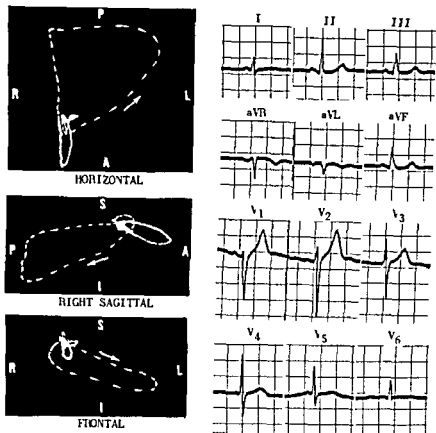 P
R
L
A
HORIZONTAL
S
P
A
I
RIGHT SAGITTAL
S
R
L
I
FRONTAL
I
II
III
aVR
aVL
aVF
V1
V2
V3
V4
V5
V6